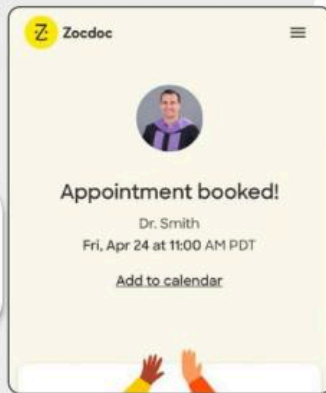 Zocdoc
Appointment booked!
Dr. Smith
Fri, Apr 24 at 11:00 AM PDT
Add to calendar